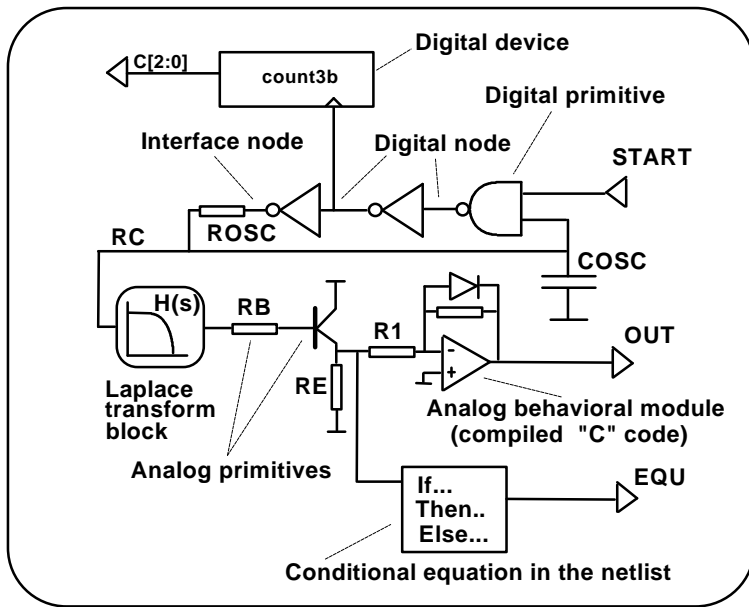 Digital device
C[2:0]
count3b
Digital primitive
Interface node
Digital node
START
ROSC
RC
COSC
H(s)
RB
R1
OUT
RE
-
+
Laplace
transform
block
Analog behavioral module
(compiled "C" code)
Analog primitives
If...
Then..
Else...
EQU
Conditional equation in the netlist